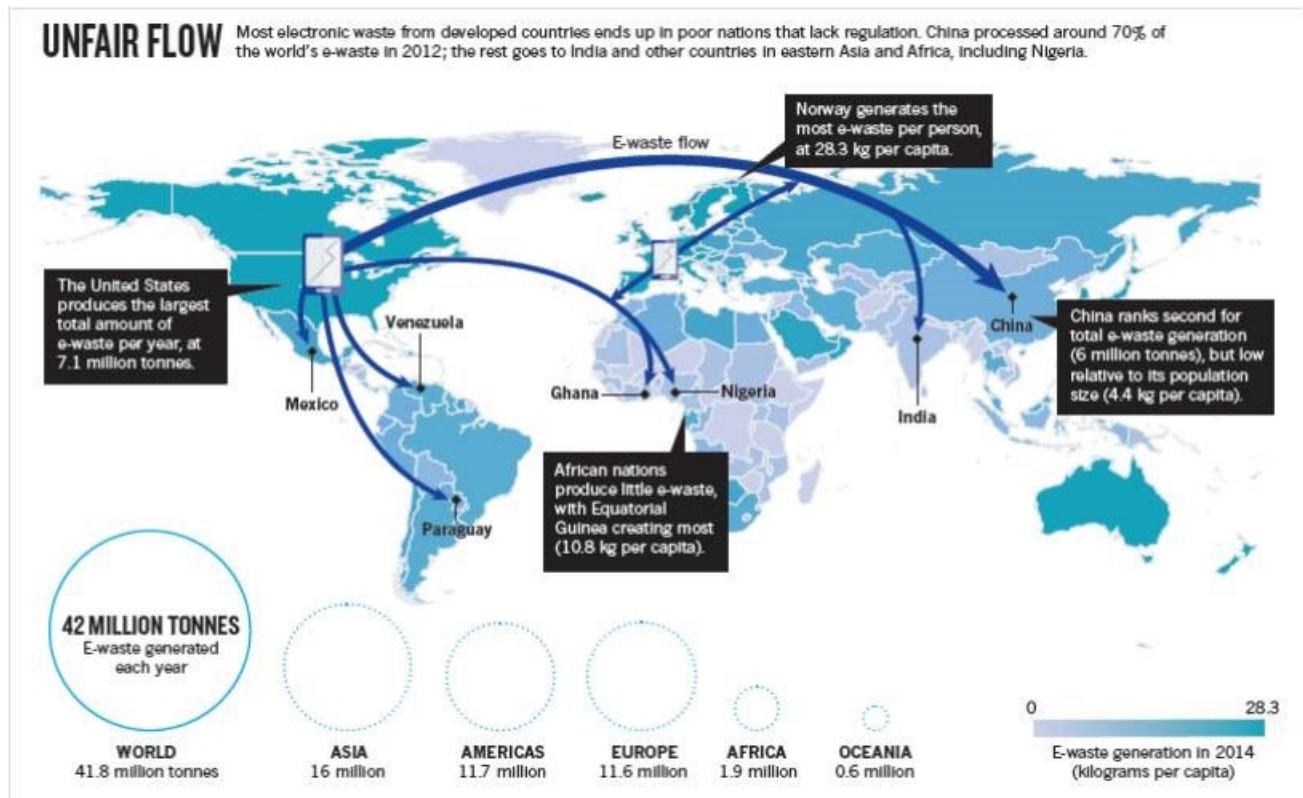 UNFAIR FLOW
Most electronic waste from developed countries ends up in poor nations that lack regulation. China processed around 70% of
the world's e-waste in 2012; the rest goes to India and other countries in eastern Asia and Africa, including Nigeria.
Norway generates the
most e-waste per person,
at 28.3 kg per capita.
E-waste flow
The United States
produces the largest
total amount of
e-waste per year, at
7.1 million tonnes.
Venezuela
Mexico
Ghana
Nigeria
India
China
China ranks second for
total e-waste generation
(6 million tonnes), but low
relative to its population
size (4.4 kg per capita).
African nations
produce little e-waste,
with Equatorial
Guinea creating most
(10.8 kg per capita).
Paraguay
42 MILLION TONNES
E-waste generated
each year
WORLD
41.8 million tonnes
ASIA
16 million
AMERICAS
11.7 million
EUROPE
11.6 million
AFRICA
1.9 million
OCEANIA
0.6 million
0
28.3
E-waste generation in 2014
(kilograms per capita)